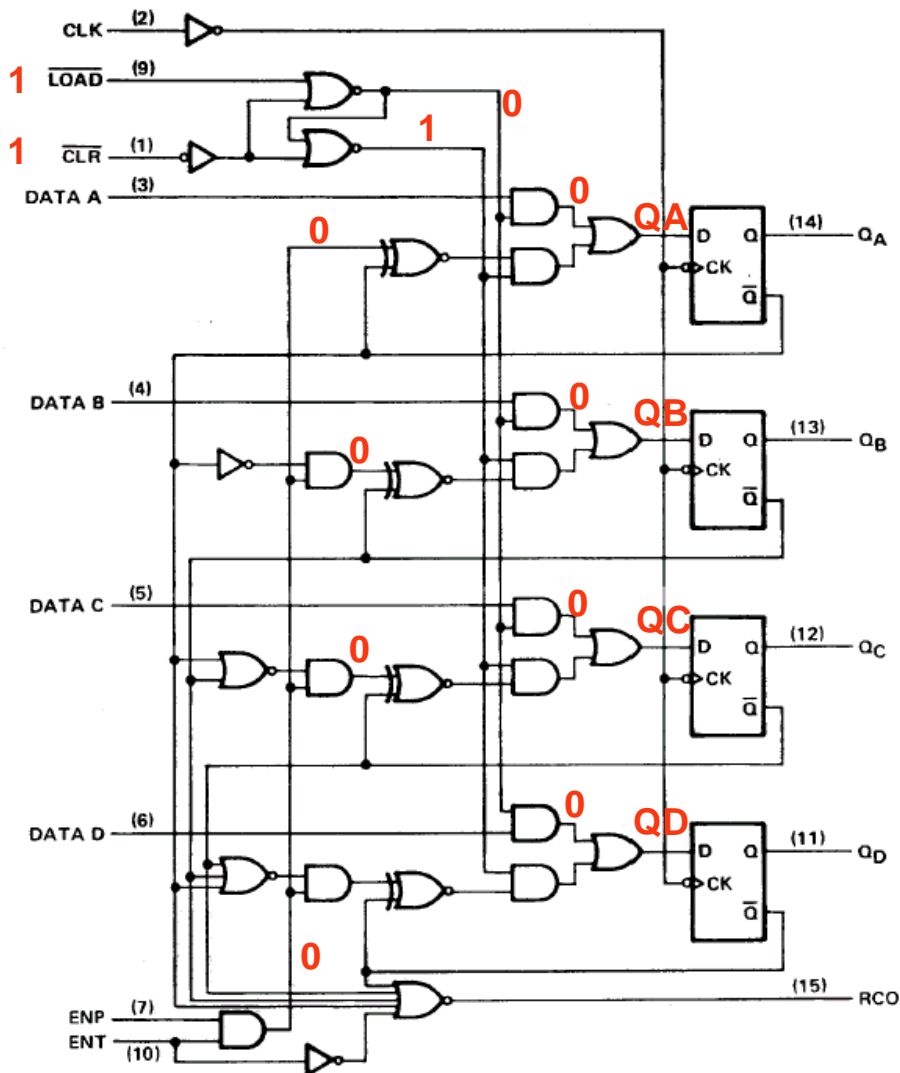 CLK (2)
1 LOAD (9)
0
1
1 CLR (1)
DATA A (3)
0
0 QA D Q (14) QA
CK
Q
DATA B (4)
0 QB D Q (13) QB
0
CK
Q
DATA C (5)
0 QC D Q (12) QC
0
CK
Q
0 QD
DATA D (6)
D Q (11) QD
CK
Q
0
(15) RCO
ENP (7)
ENT (10)